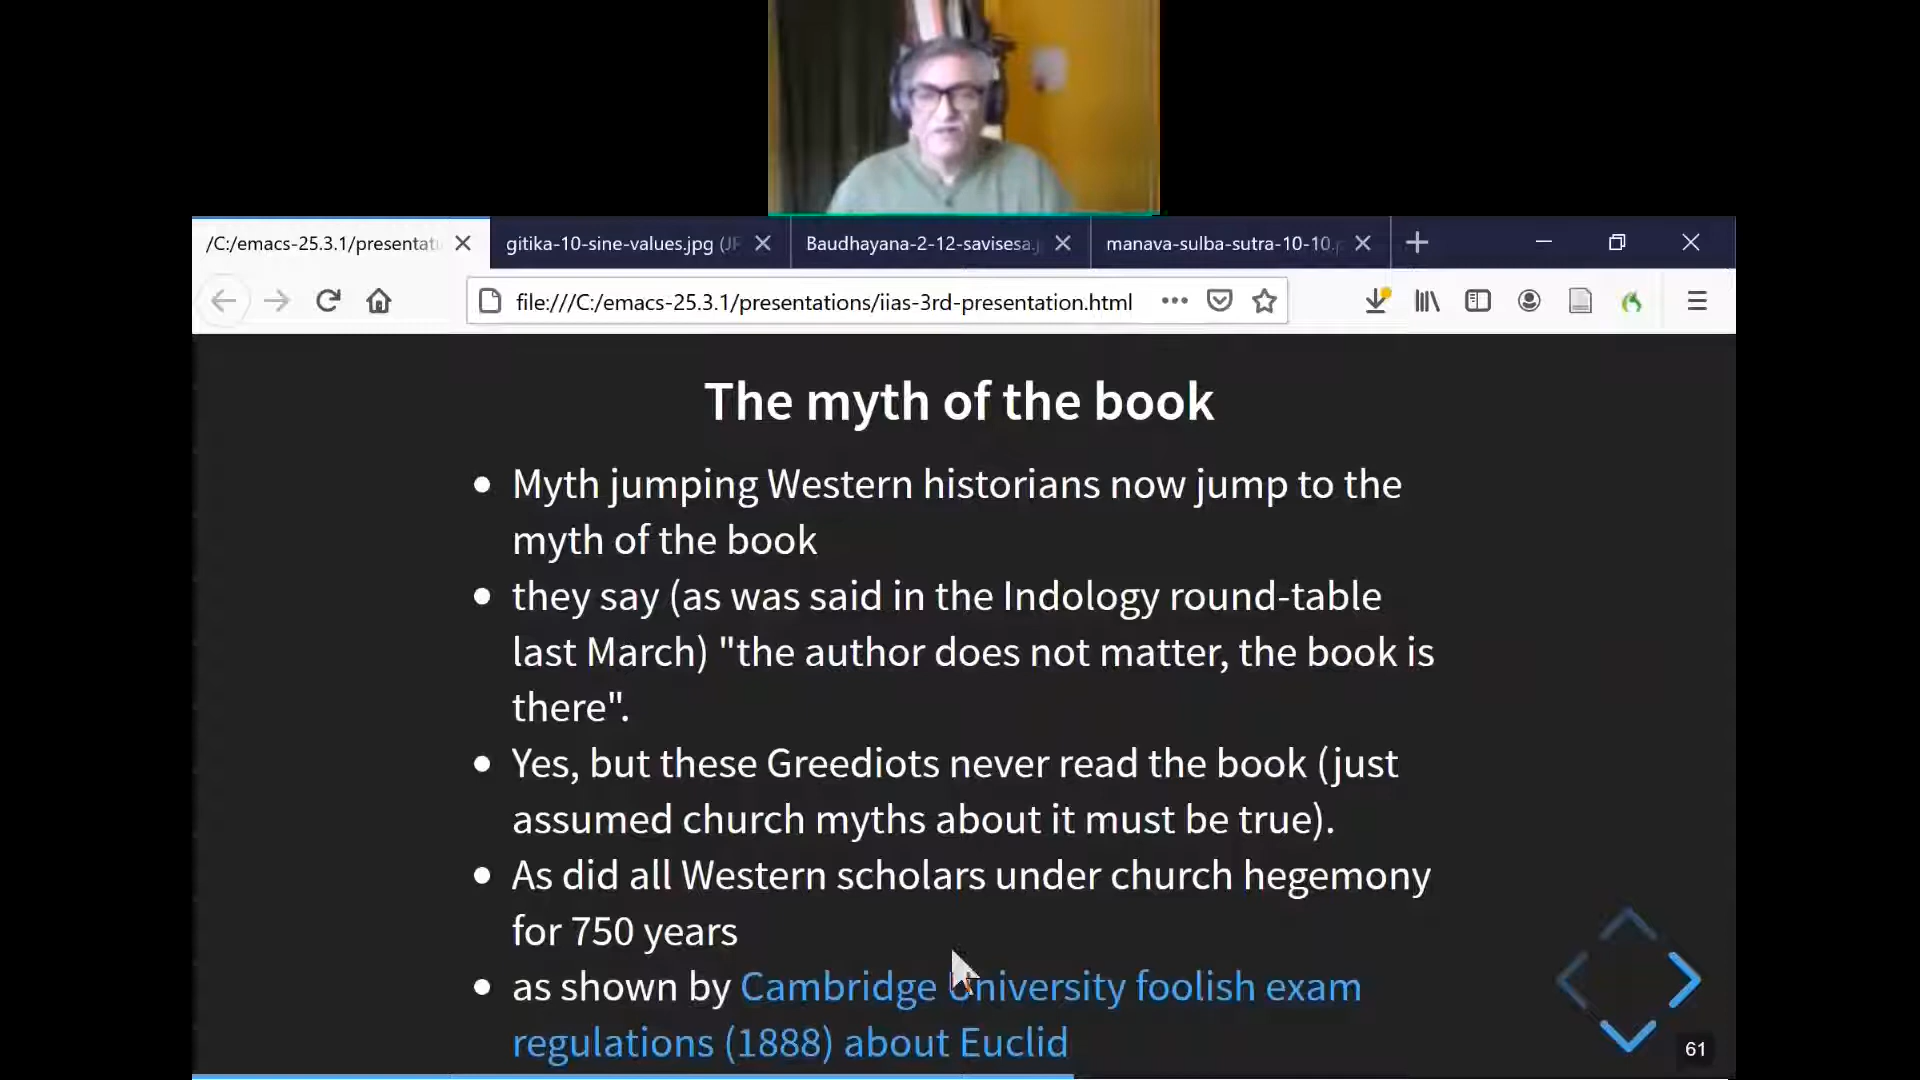 /C:/emacs-25.3.1/presentati
gitika-10-sine-values.jpg (JP
Baudhayana-2-12-savisesa.j
manava-sulba-sutra-10-10.p
file:///C:/emacs-25.3.1/presentations/iias-3rd-presentation.html
The myth of the book
Myth jumping Western historians now jump to the
myth of the book
they say (as was said in the Indology round-table
last March) "the author does not matter, the book is
there".
Yes, but these Greediots never read the book (just
assumed church myths about it must be true).
As did all Western scholars under church hegemony
for 750 years
as shown by Cambridge University foolish exam
regulations (1888) about Euclid
61